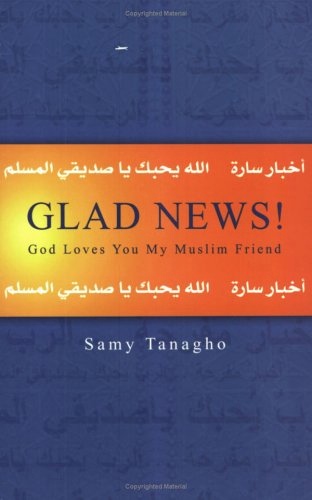 أخبار سارة الله يحبك يا صديقي المسلم
GLAD NEWS!
God Loves You My Muslim Friend
أخبار سارة الله يحبك يا صديقي المسلم
Samy Tanagho